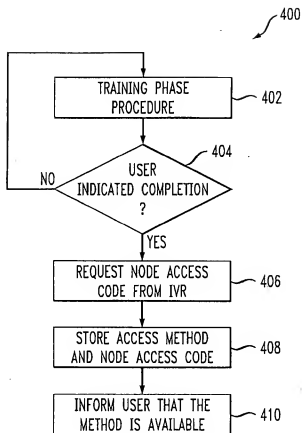 400
TRAINING PHASE
PROCEDURE
402
404
USER
INDICATED COMPLETION
?
NO
YES
REQUEST NODE ACCESS
CODE FROM IVR
406
STORE ACCESS METHOD
AND NODE ACCESS CODE
408
INFORM USER THAT THE
METHOD IS AVAILABLE
410